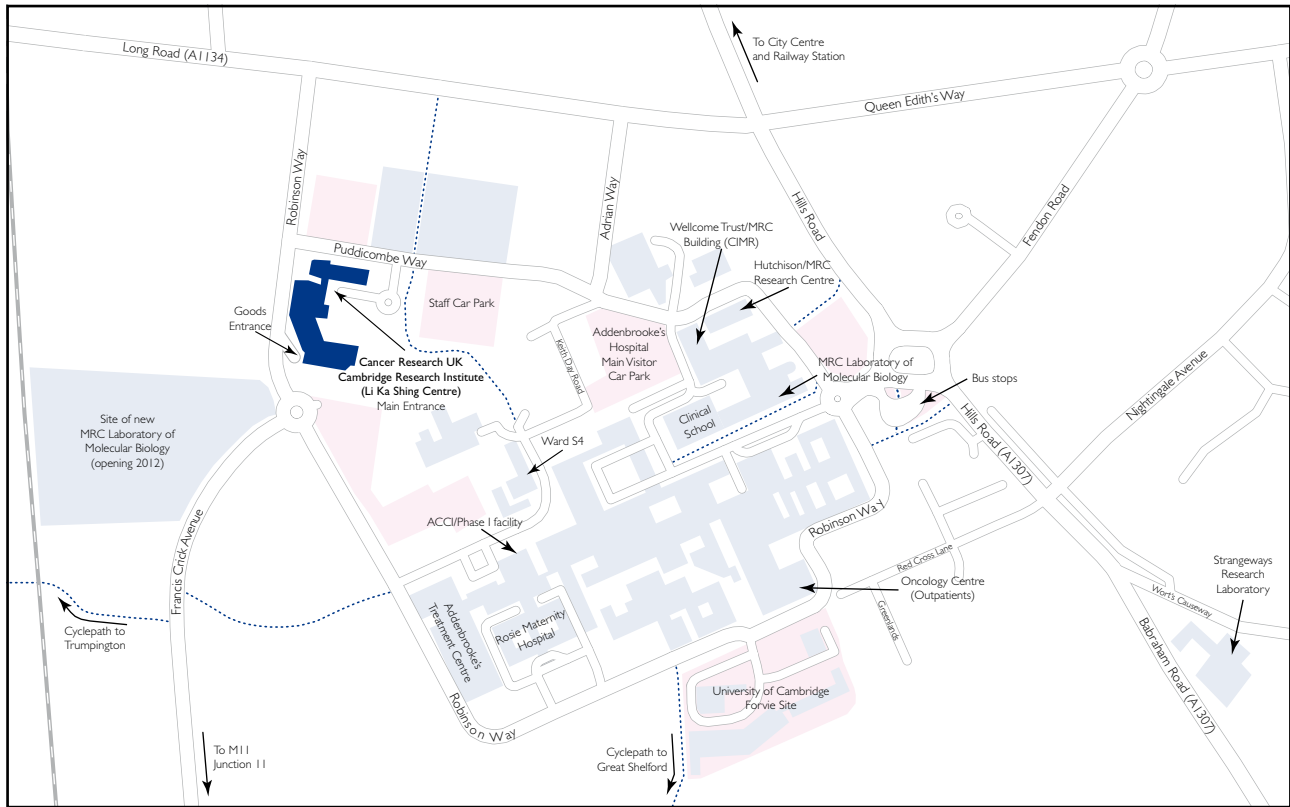 To City Centre
and Railway Station
Long Road (A1134)
Queen Edith's Way
Robinson Way
Adrian Way
Hills Road
Fendon Road
Wellcome Trust/MRC
Building (CIMR)
Puddicombe Way
Hutchison/MRC
Research Centre
Staff Car Park
Goods
Entrance
Addenbrooke's
Hospital
Main Visitor
Car Park
Keith Day Road
Cancer Research UK
Cambridge Research Institute
(Li Ka Shing Centre)
Main Entrance
MRC Laboratory of
Molecular Biology
Bus stops
Nightingale Avenue
Site of new
MRC Laboratory of
Molecular Biology
(opening 2012)
Clinical
School
Hills Road (A1307)
Ward S4
Francis Crick Avenue
ACCI/Phase I facility
Robinson Way
Red Cross Lane
Oncology Centre
(Outpatients)
Strangeways
Research
Laboratory
Wort's Causeway
Greenlands
Cyclepath to
Trumpington
Addenbrooke's
Treatment Centre
Rosie Maternity
Hospital
Babraham Road (A1307)
University of Cambridge
Forvie Site
Robinson Way
To M11
Junction 11
Cyclepath to
Great Shelford